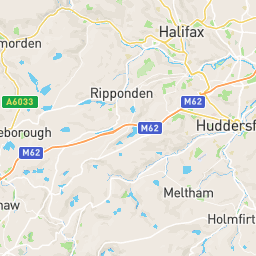 Halifax
morden
Ripponden
A6033
M62
Huddersf
M62
eborough
M62
Meltham
haw
Holmfirt